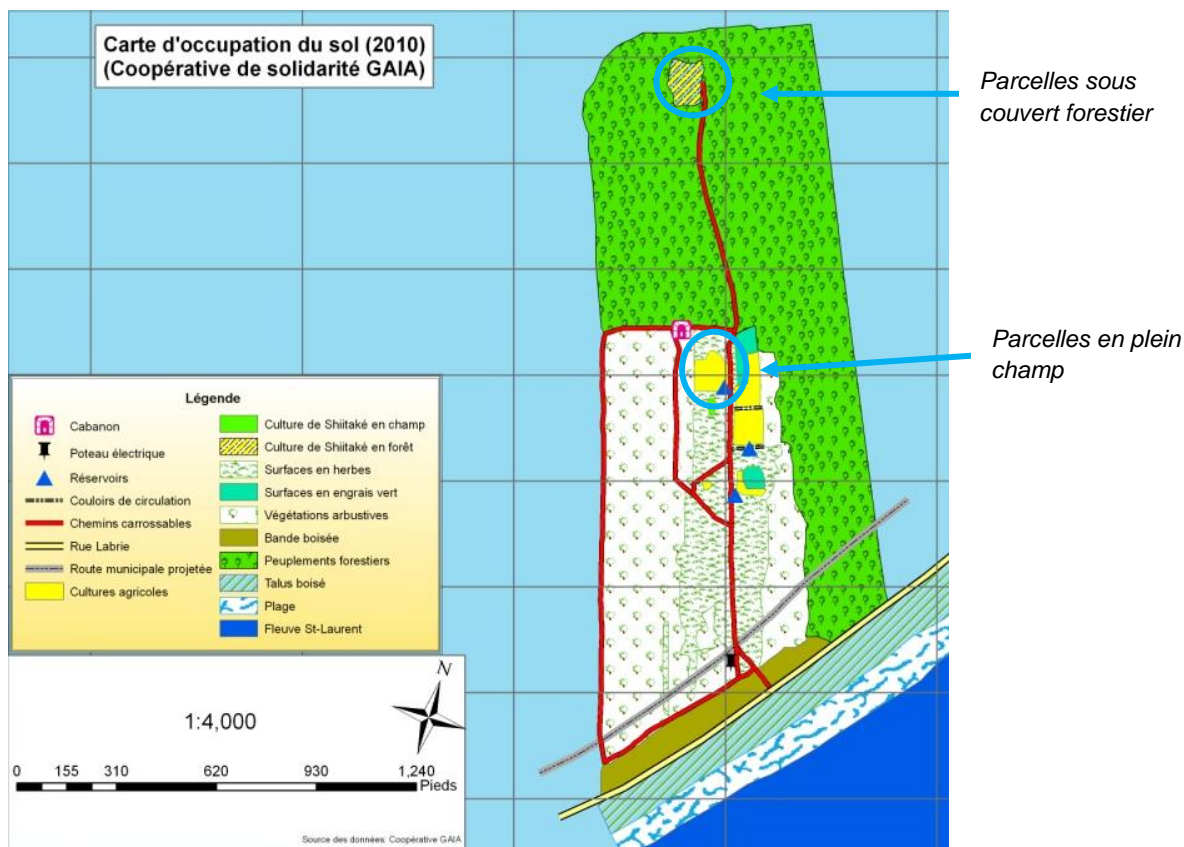 Carte d'occupation du sol (2010)
(Coopérative de solidarité GAIA)
Parcelles sous
couvert forestier
Parcelles en plein
champ
Légende
Cabanon
Poteau électrique
Réservoirs
Couloirs de circulation
Chemins carrossables
Rue Labrie
Route municipale projetée
Cultures agricoles
Culture de Shiitaké en champ
Culture de Shiitaké en forêt
Surfaces en herbes
Surfaces en engrais vert
Végétations arbustives
Bande boisée
Peuplements forestiers
Talus boisé
Plage
Fleuve St-Laurent
N
1:4,000
0 155 310 620 930 1,240
Pieds
Source des données: Coopérative GAIA